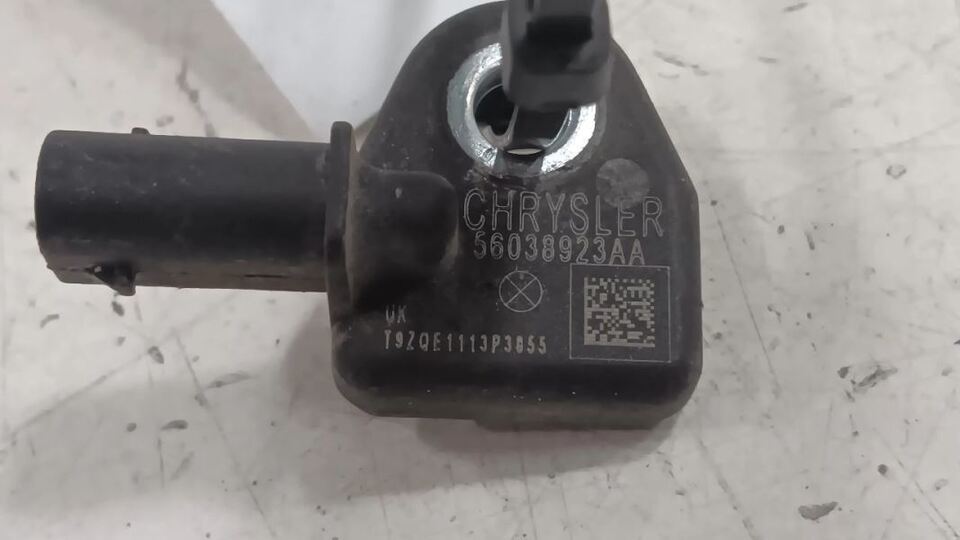 CHRYSLER
56038923AA
UK
T9ZQE1113P3855